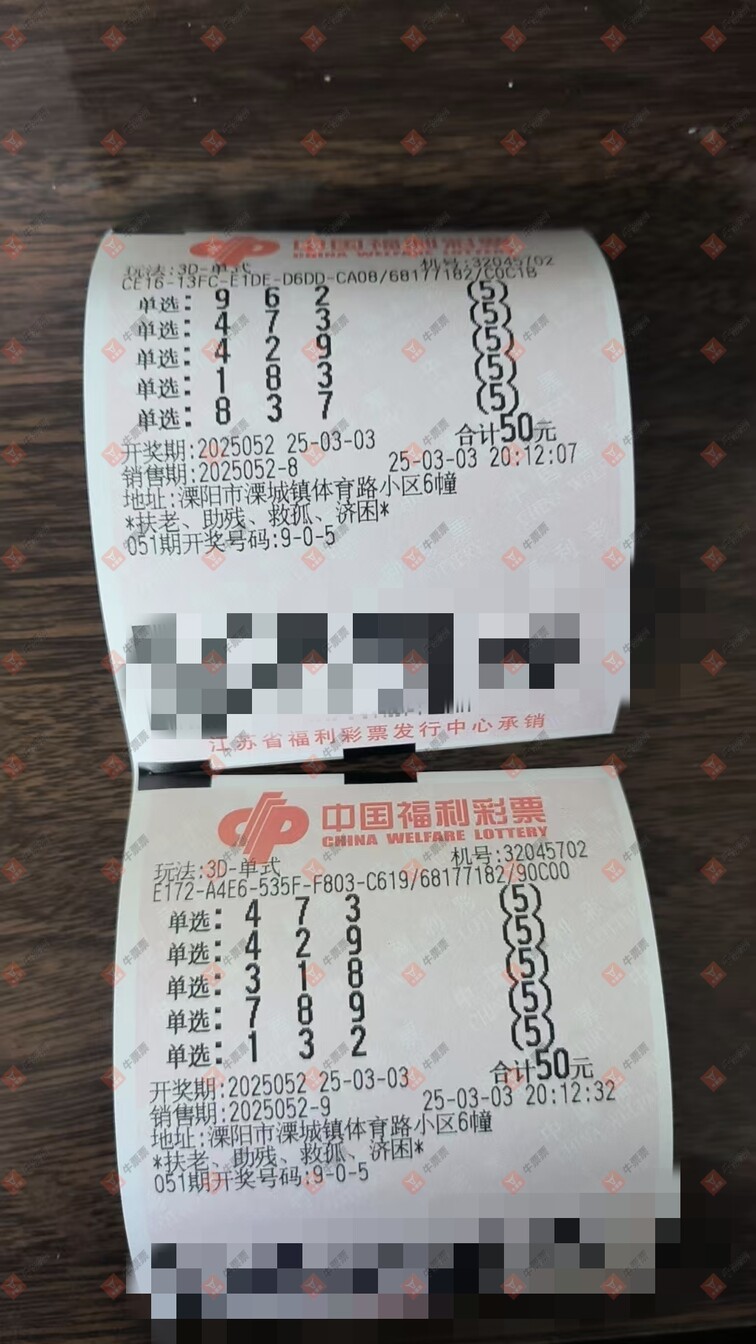 中国福利彩票
CHINA WELFARE LOTTERY
玩法:3D-单式 机号:32045702
CE16-13FC-E1DE-D6DD-CA08/68177182/C0C1B
单选: 9 6 2 (5)
单选: 4 7 3 (5)
单选: 4 2 9 (5)
单选: 1 8 3 (5)
单选: 8 3 7 (5)
合计50元
开奖期:2025052 25-03-03
销售期:2025052-8 25-03-03 20:12:07
地址:溧阳市溧城镇体育路小区6幢
*扶老、助残、救孤、济困*
051期开奖号码:9-0-5
江苏省福利彩票发行中心承销
中国福利彩票
CHINA WELFARE LOTTERY
玩法:3D-单式 机号:32045702
E172-A4E6-535F-F803-C619/68177182/90C00
单选: 4 7 3 (5)
单选: 4 2 9 (5)
单选: 3 1 8 (5)
单选: 7 8 9 (5)
单选: 1 3 2 (5)
合计50元
开奖期:2025052 25-03-03
销售期:2025052-9 25-03-03 20:12:32
地址:溧阳市溧城镇体育路小区6幢
*扶老、助残、救孤、济困*
051期开奖号码:9-0-5